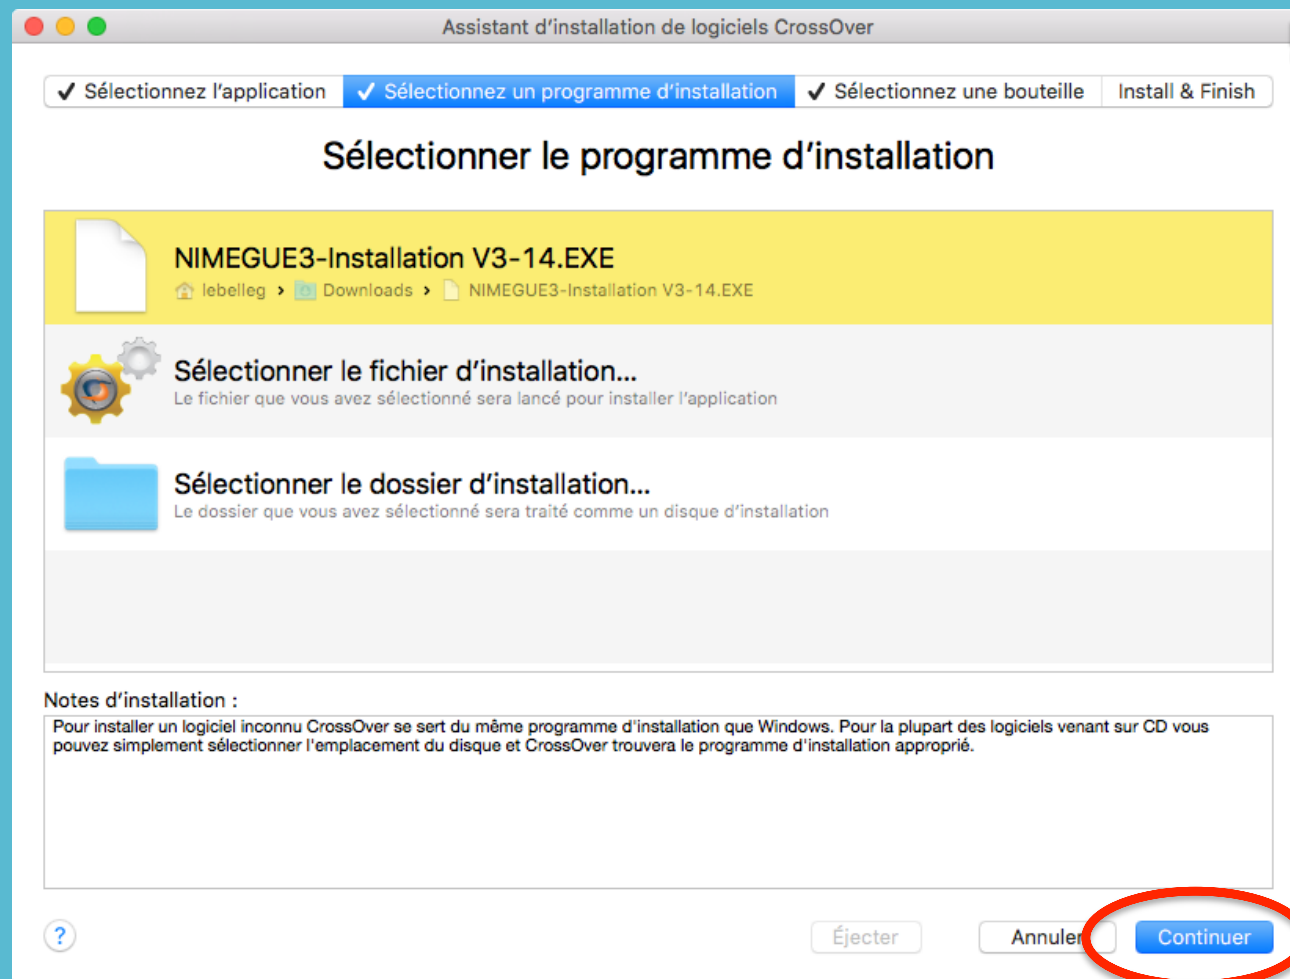 Assistant d'installation de logiciels CrossOver
✓ Sélectionnez l'application ✓ Sélectionnez un programme d'installation ✓ Sélectionnez une bouteille Install & Finish
Sélectionner le programme d'installation
NIMEGUE3-Installation V3-14.EXE
lebelleg > Downloads > NIMEGUE3-Installation V3-14.EXE
Sélectionner le fichier d'installation...
Le fichier que vous avez sélectionné sera lancé pour installer l'application
Sélectionner le dossier d'installation...
Le dossier que vous avez sélectionné sera traité comme un disque d'installation
Notes d'installation :
Pour installer un logiciel inconnu CrossOver se sert du même programme d'installation que Windows. Pour la plupart des logiciels venant sur CD vous
pouvez simplement sélectionner l'emplacement du disque et CrossOver trouvera le programme d'installation approprié.
? Éjecter Annuler Continuer